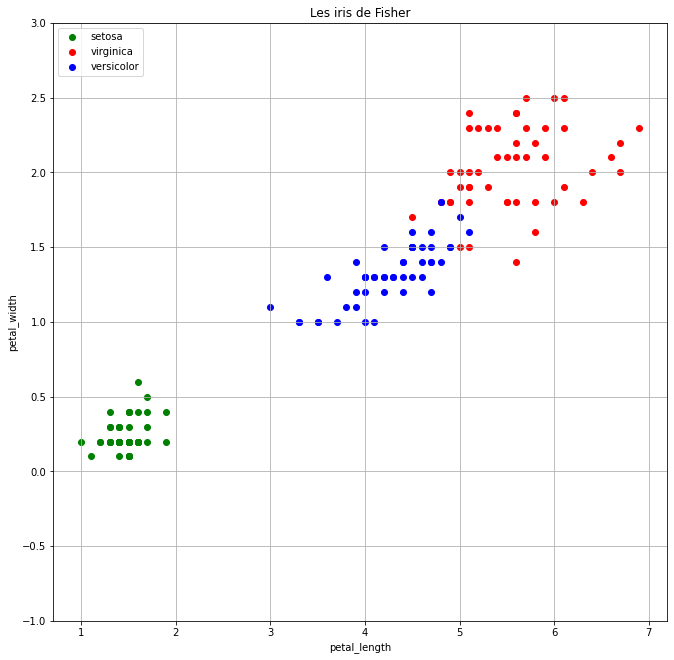 Les iris de Fisher
setosa
virginica
versicolor
3.0
2.5
2.0
1.5
1.0
0.5
0.0
−0.5
−1.0
petal_width
1 2 3 4 5 6 7
petal_length